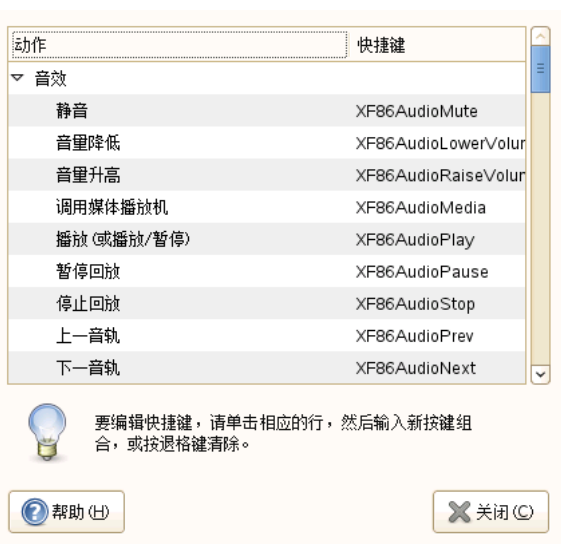 动作 快捷键
音效
静音 XF86AudioMute
音量降低 XF86AudioLowerVolur
音量升高 XF86AudioRaiseVolur
调用媒体播放机 XF86AudioMedia
播放(或播放/暂停) XF86AudioPlay
暂停回放 XF86AudioPause
停止回放 XF86AudioStop
上一音轨 XF86AudioPrev
下一音轨 XF86AudioNext
要编辑快捷键，请单击相应的行，然后输入新按键组
合，或按退格键清除。
帮助(H) 关闭(C)